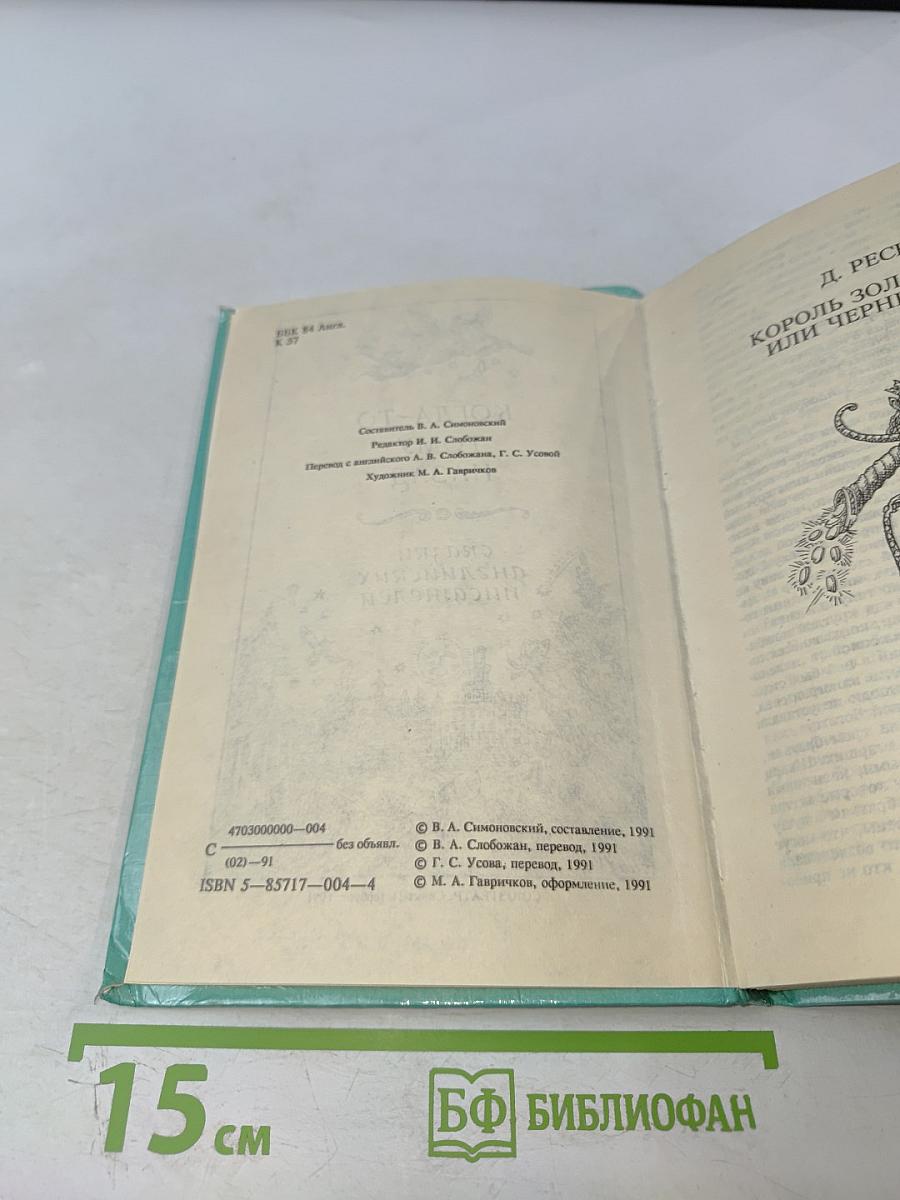 ББК 84 Англ.
К 57
Составитель В. А. Симоновский
Редактор И. И. Слобожан
Перевод с английского А. В. Слобожана, Г. С. Усовой
Художник М. А. Гавричков
4703000000—004
С ——— без объявл.
(02)—91
ISBN 5—85717—004—4
© В. А. Симоновский, составление, 1991
© В. А. Слобожан, перевод, 1991
© Г. С. Усова, перевод, 1991
© М. А. Гавричков, оформление, 1991
Д. РЕСК
КОРОЛЬ ЗОЛ
ИЛИ ЧЕРН
15 см
БФ БИБЛИОФАН